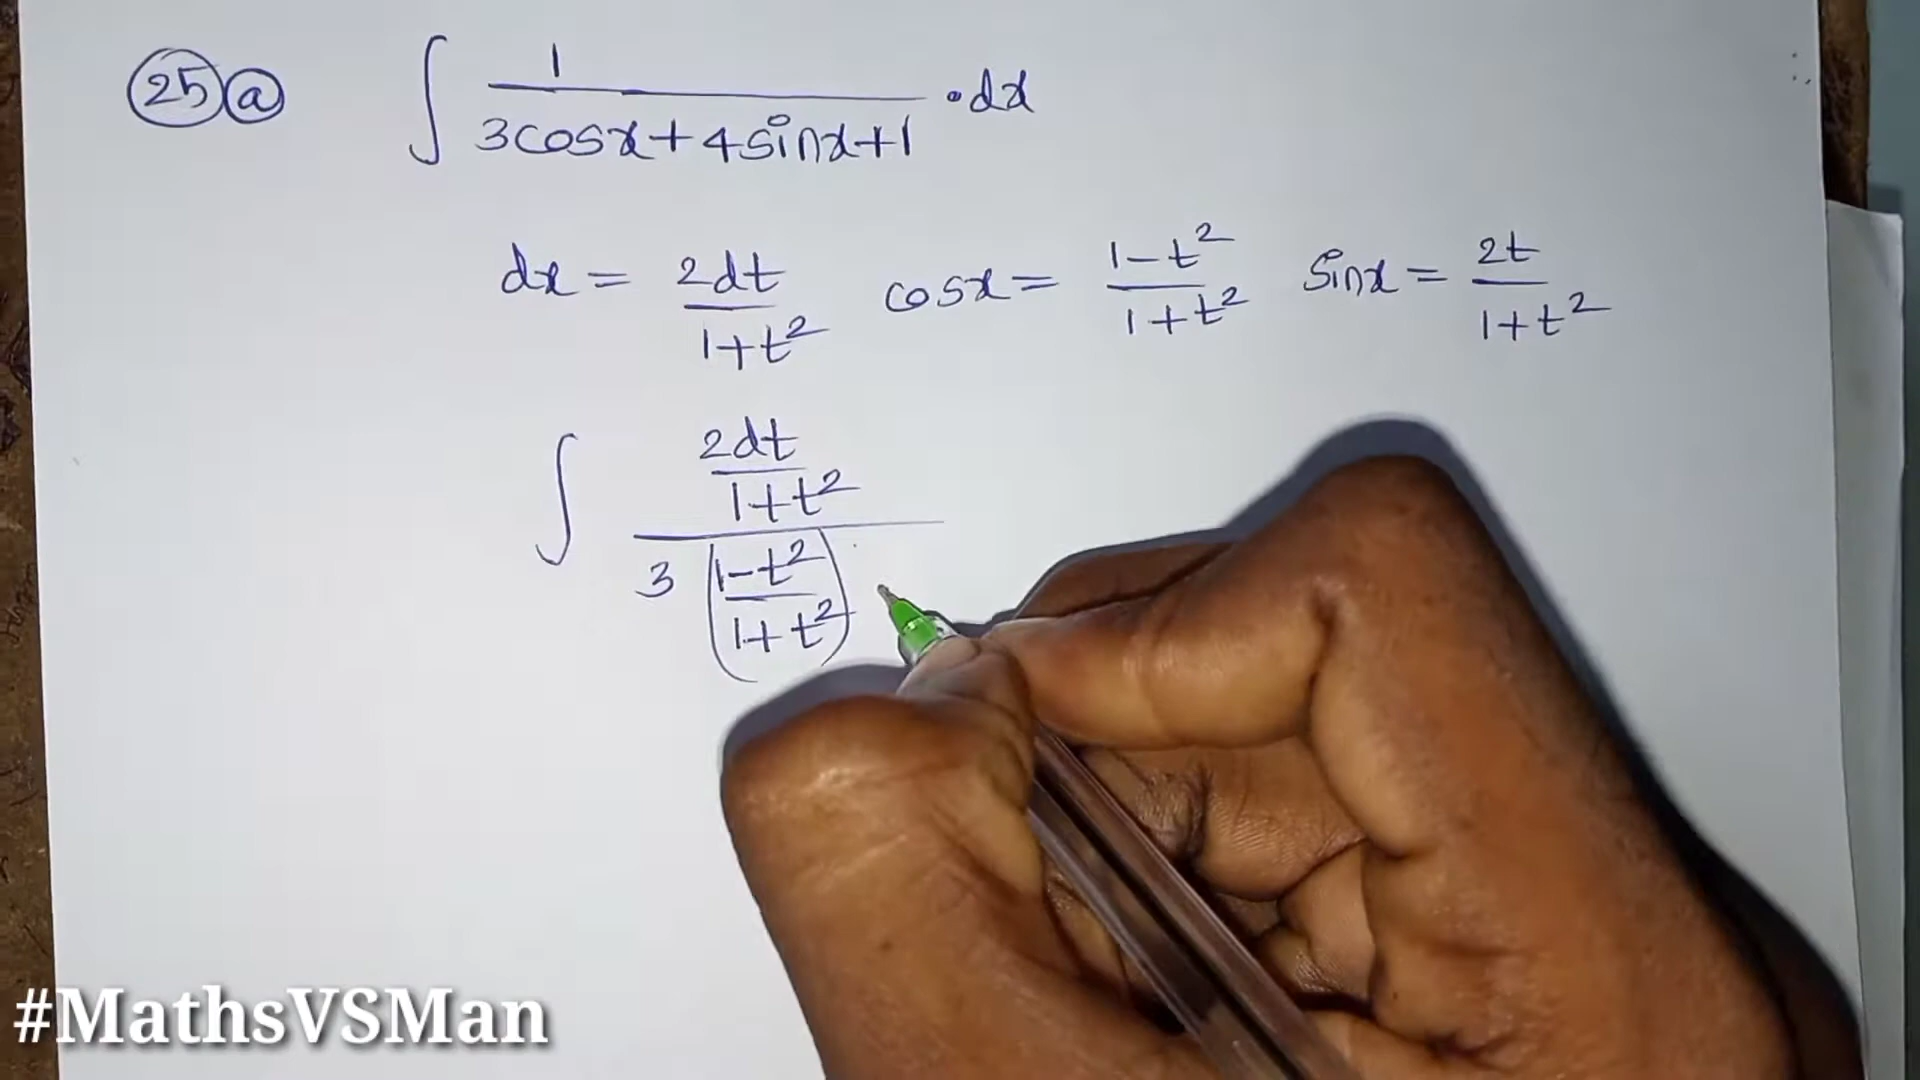 25 a ∫ 1/(3cosx+4sinx+1) · dx
dx = 2dt/(1+t²) cosx = (1-t²)/(1+t²) sinx = 2t/(1+t²)
∫ (2dt/(1+t²))/(3((1-t²)/(1+t²))
#MathsVSMan